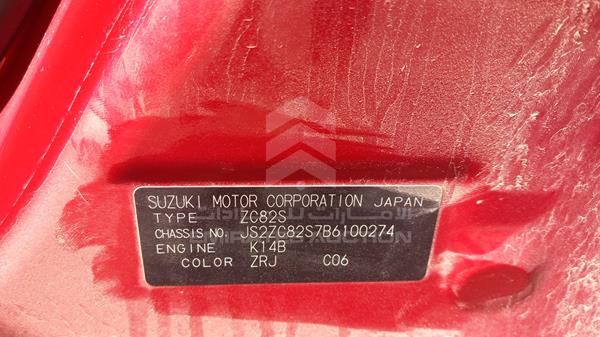 SUZUKI MOTOR CORPORATION JAPAN
TYPE ZC82S
CHASSIS NO. JS2ZC82S7B6100274
ENGINE K14B
COLOR ZRJ C06